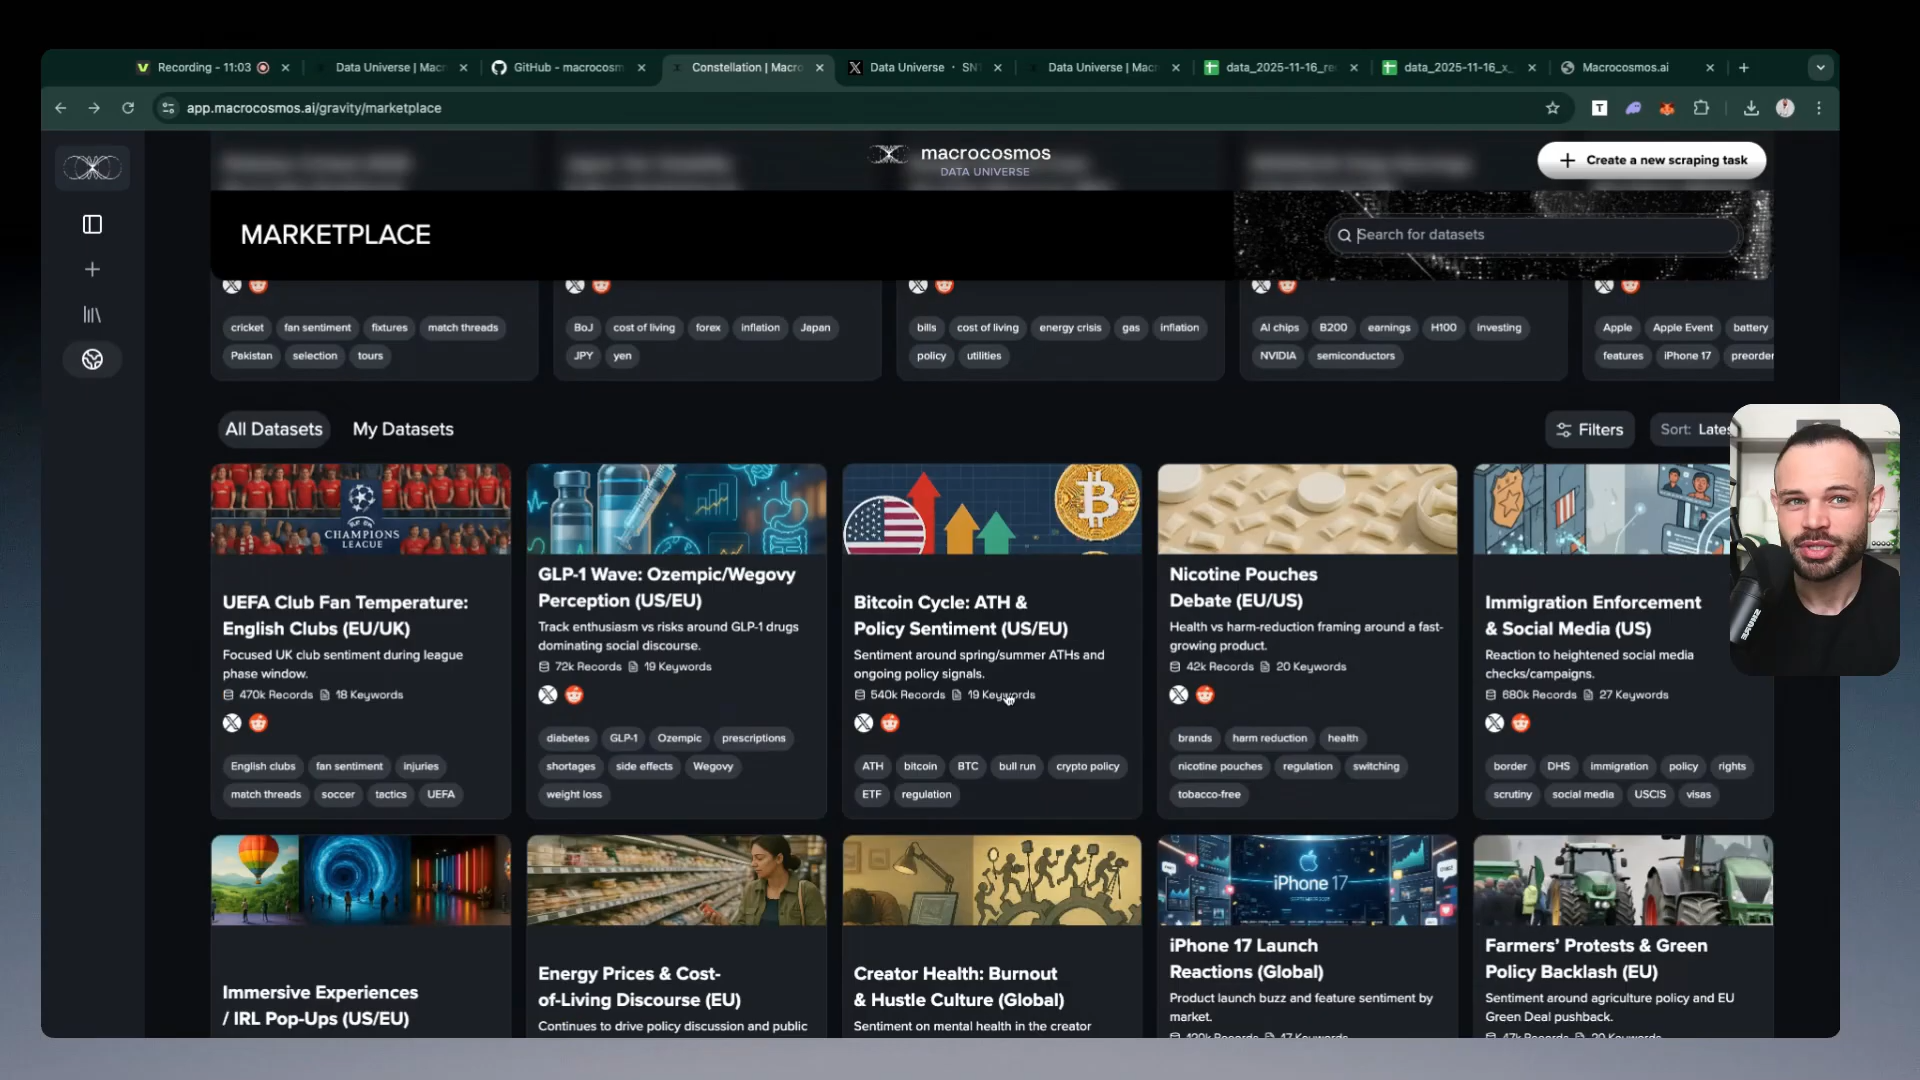 Recording - 11:03
Data Universe | Mac
GitHub - macrocosm
Constellation | Macro
Data Universe · SN
Data Universe | Mac
data_2025-11-16_re
data_2025-11-16_x_
Macrocosmos.ai
app.macrocosmos.ai/gravity/marketplace
macrocosmos
DATA UNIVERSE
Create a new scraping task
MARKETPLACE
Search for datasets
cricket fan sentiment fixtures match threads
Pakistan selection tours
BoJ cost of living forex inflation Japan
JPY yen
bills cost of living energy crisis gas inflation
policy utilities
AI chips B200 earnings H100 investing
NVIDIA semiconductors
Apple Apple Event battery
features iPhone 17 preorder
All Datasets My Datasets
Filters
Sort: Late
CHAMPIONS
LEAGUE
UEFA Club Fan Temperature:
English Clubs (EU/UK)
Focused UK club sentiment during league
phase window.
470k Records 18 Keywords
English clubs fan sentiment injuries
match threads soccer tactics UEFA
GLP-1 Wave: Ozempic/Wegovy
Perception (US/EU)
Track enthusiasm vs risks around GLP-1 drugs
dominating social discourse.
72k Records 19 Keywords
diabetes GLP-1 Ozempic prescriptions
shortages side effects Wegovy
weight loss
Bitcoin Cycle: ATH &
Policy Sentiment (US/EU)
Sentiment around spring/summer ATHs and
ongoing policy signals.
540k Records 19 Keywords
ATH bitcoin BTC bull run crypto policy
ETF regulation
Nicotine Pouches
Debate (EU/US)
Health vs harm-reduction framing around a fast-
growing product.
42k Records 20 Keywords
brands harm reduction health
nicotine pouches regulation switching
tobacco-free
Immigration Enforcement
& Social Media (US)
Reaction to heightened social media
checks/campaigns.
680k Records 27 Keywords
border DHS immigration policy rights
scrutiny social media USCIS visas
Immersive Experiences
/ IRL Pop-Ups (US/EU)
Energy Prices & Cost-
of-Living Discourse (EU)
Continues to drive policy discussion and public
Creator Health: Burnout
& Hustle Culture (Global)
Sentiment on mental health in the creator
iPhone 17
iPhone 17 Launch
Reactions (Global)
Product launch buzz and feature sentiment by
market.
Farmers’ Protests & Green
Policy Backlash (EU)
Sentiment around agriculture policy and EU
Green Deal pushback.